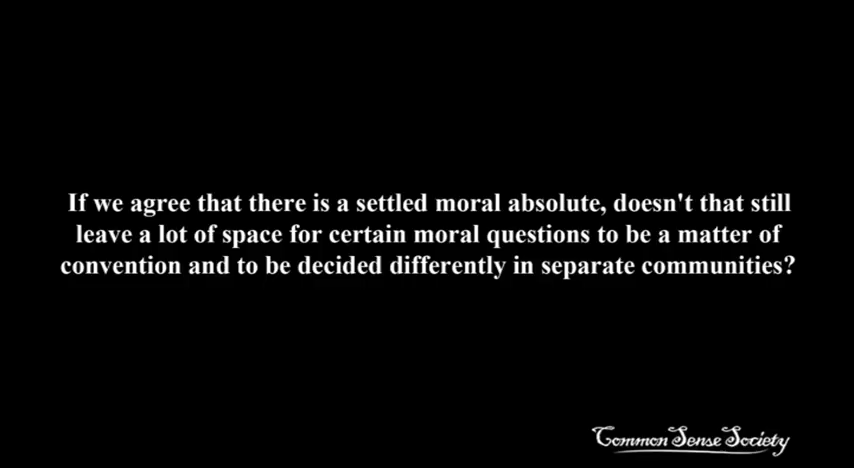 If we agree that there is a settled moral absolute, doesn't that still
leave a lot of space for certain moral questions to be a matter of
convention and to be decided differently in separate communities?
Common Sense Society